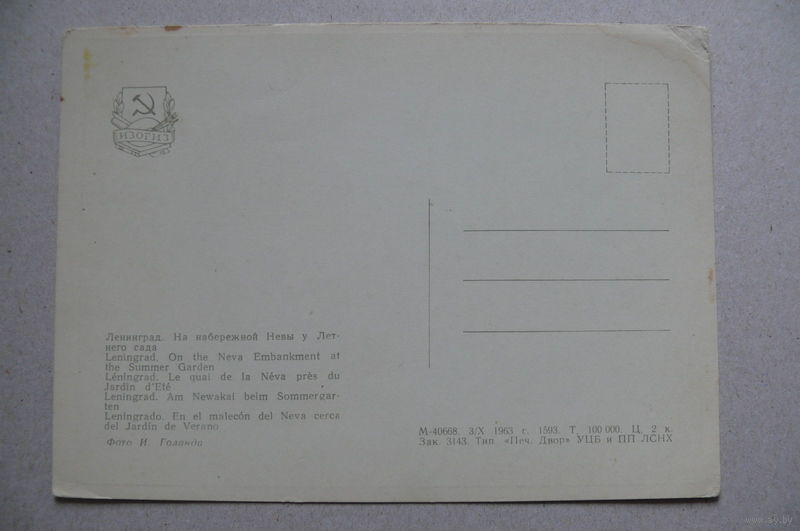 ИЗОГИЗ
Ленинград. На набережной Невы у Лет-
него сада
Leningrad. On the Neva Embankment at
the Summer Garden
Léningrad. Le quai de la Néva près du
Jardin d'Eté
Leningrad. Am Newakai beim Sommergar-
ten
Leningrado. En el malecón del Neva cerca
del Jardín de Verano
Фото И. Голанда
М-40668. 3/X 1963 г. 1593. Т. 100 000. Ц. 2 к.
Зак. 3143. Тип. «Печ. Двор» УЦБ и ПП ЛСНХ
www.ay.by